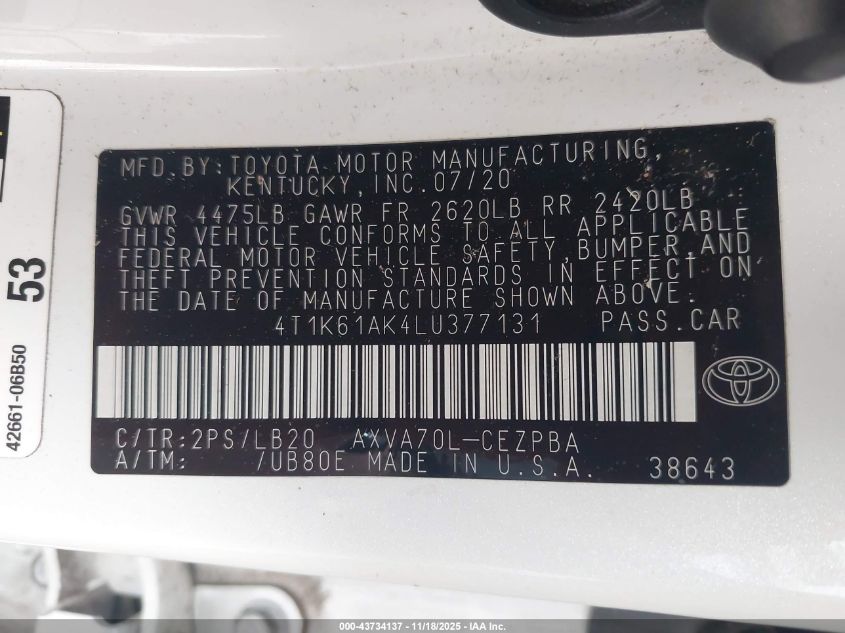 MFD.BY:TOYOTA MOTOR MANUFACTURING,
KENTUCKY,INC.07/20
GVWR 4475LB GAWR FR 2620LB RR 2420LB
THIS VEHICLE CONFORMS TO ALL APPLICABLE
FEDERAL MOTOR VEHICLE SAFETY,BUMPER,AND
THEFT PREVENTION STANDARDS IN EFFECT ON
THE DATE OF MANUFACTURE SHOWN ABOVE.
4T1K61AK4LU377131 PASS.CAR
C/TR:2PS/LB20 AXVA70L-CEZPBA
A/TM: /UB80E MADE IN U.S.A. 38643
53
42661-06B50
000-43734137 - 11/18/2025 - IAA Inc.